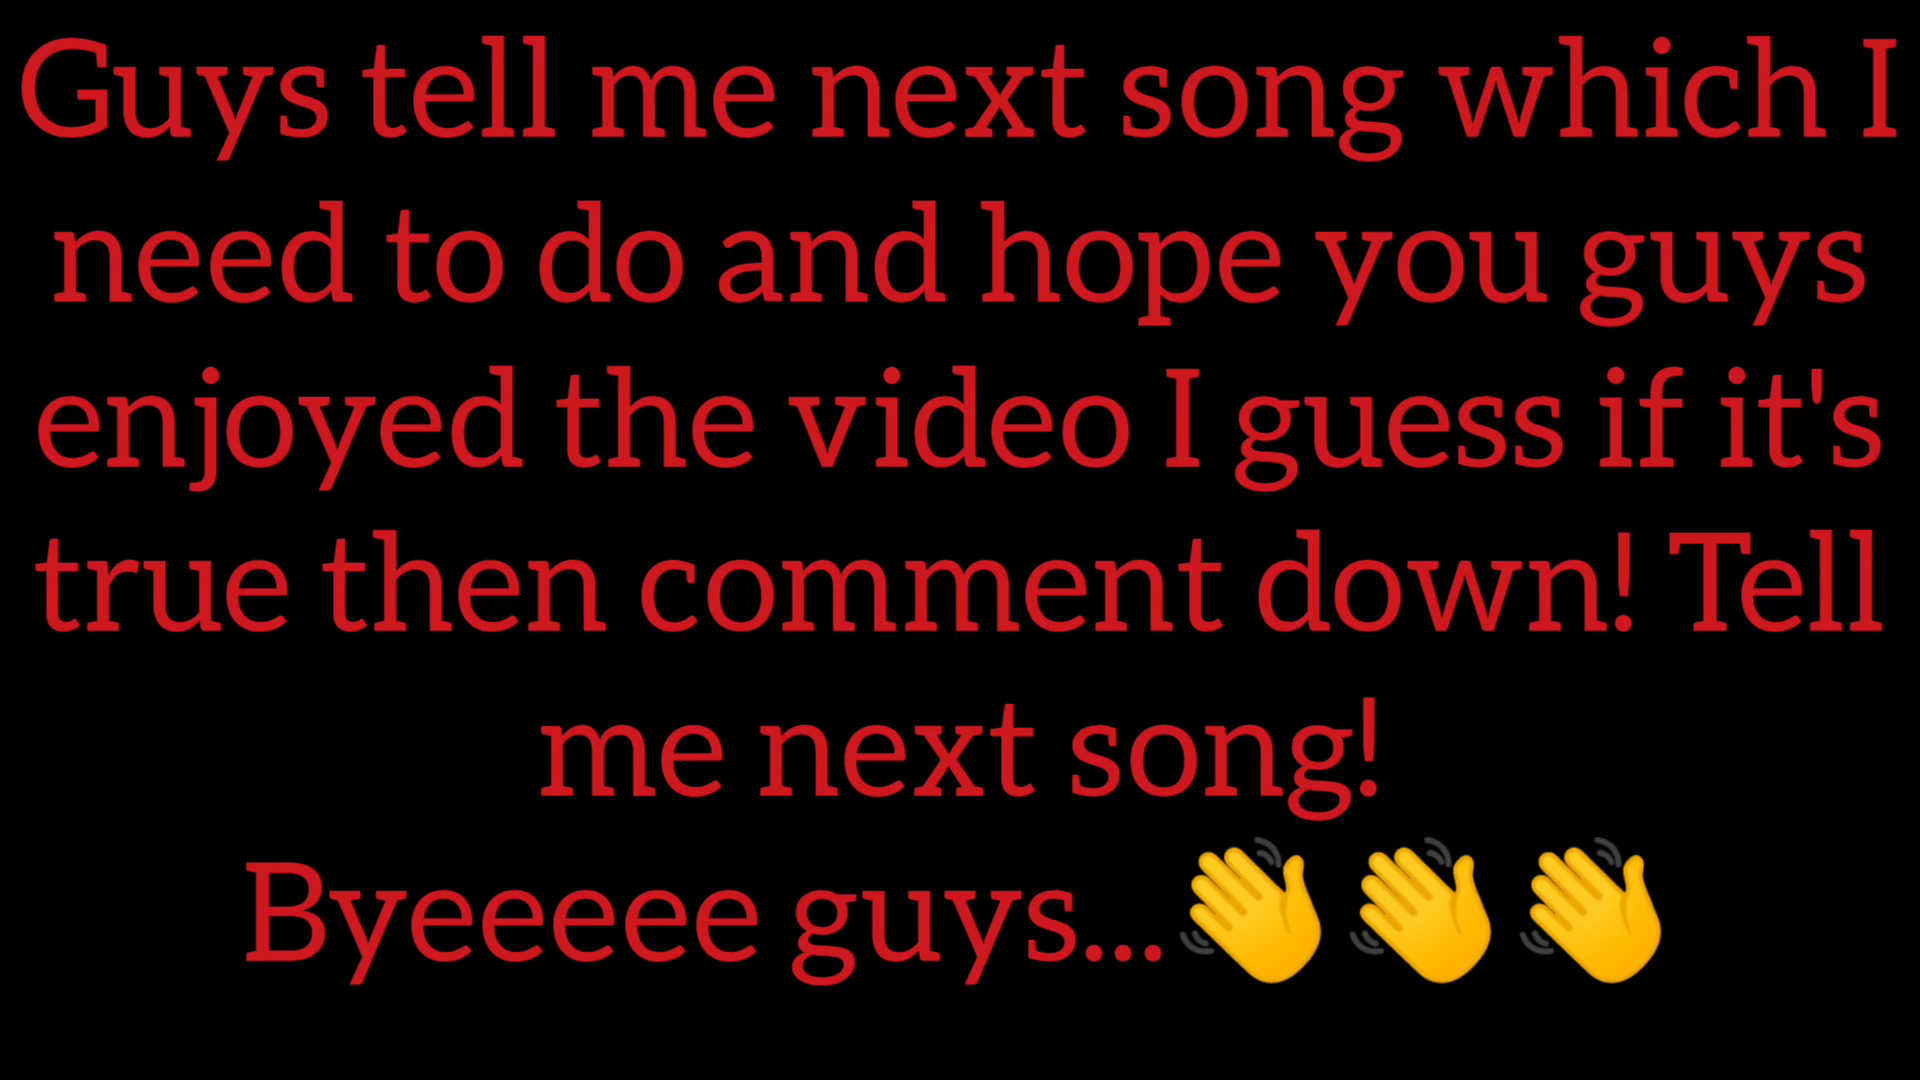 Guys tell me next song which I
need to do and hope you guys
enjoyed the video I guess if it's
true then comment down! Tell
me next song!
Byeeeee guys...👋👋👋